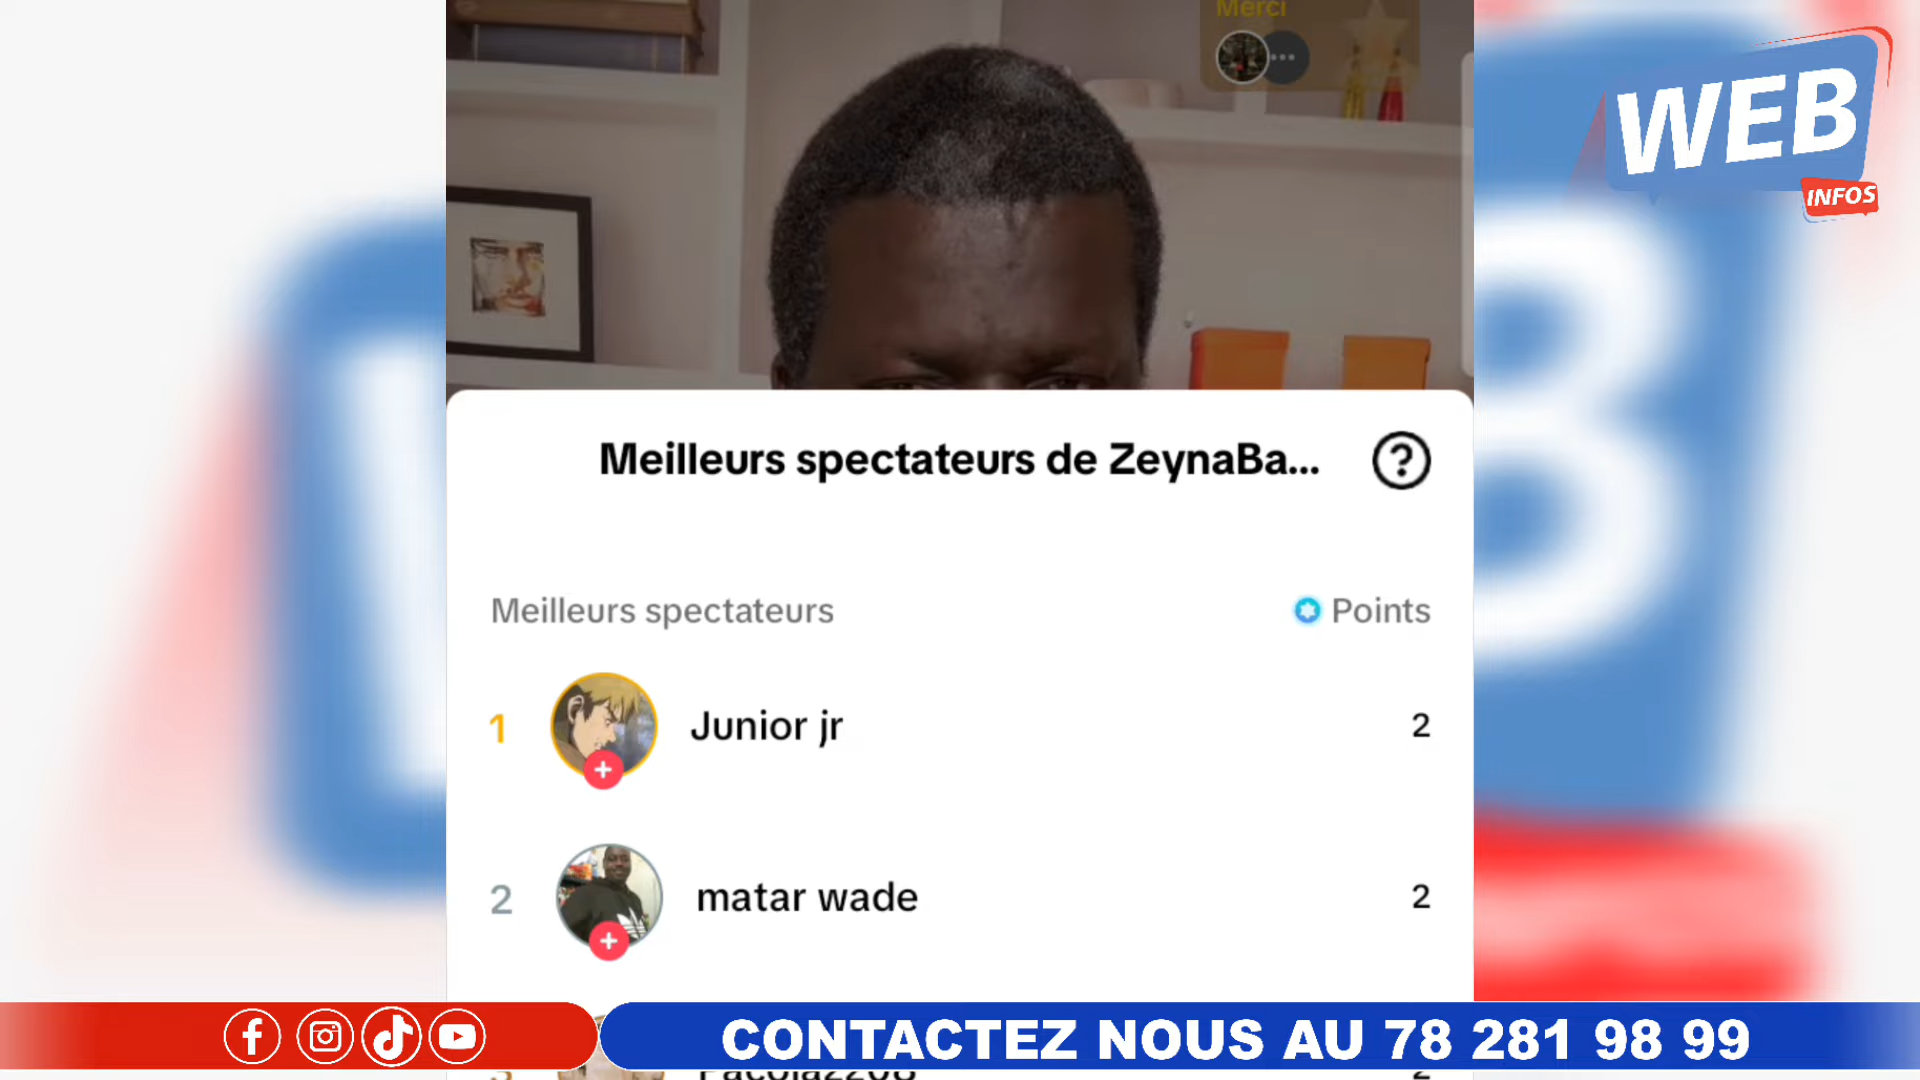 Merci
WEB
INFOS
Meilleurs spectateurs de ZeynaBa...
Meilleurs spectateurs
Points
1
Junior jr
2
2
matar wade
2
CONTACTEZ NOUS AU 78 281 98 99